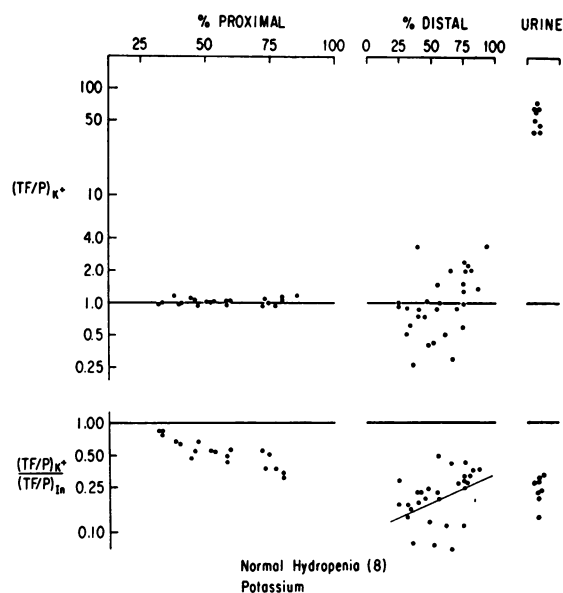 % PROXIMAL
% DISTAL
URINE
25 50 75 100
0 25 50 75 100
100
50
(TF/P)K+
10
4.0
2.0
1.0
0.5
0.25
1.00
(TF/P)K+
0.50
(TF/P)In
0.25
0.10
Normal Hydropenia (8)
Potassium